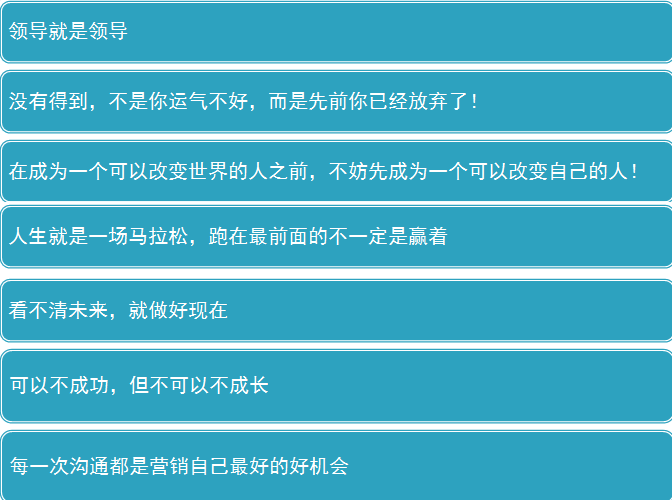 领导就是领导
没有得到，不是你运气不好，而是先前你已经放弃了！
在成为一个可以改变世界的人之前，不妨先成为一个可以改变自己的人！
人生就是一场马拉松，跑在最前面的不一定是赢着
看不清未来，就做好现在
可以不成功，但不可以不成长
每一次沟通都是营销自己最好的好机会